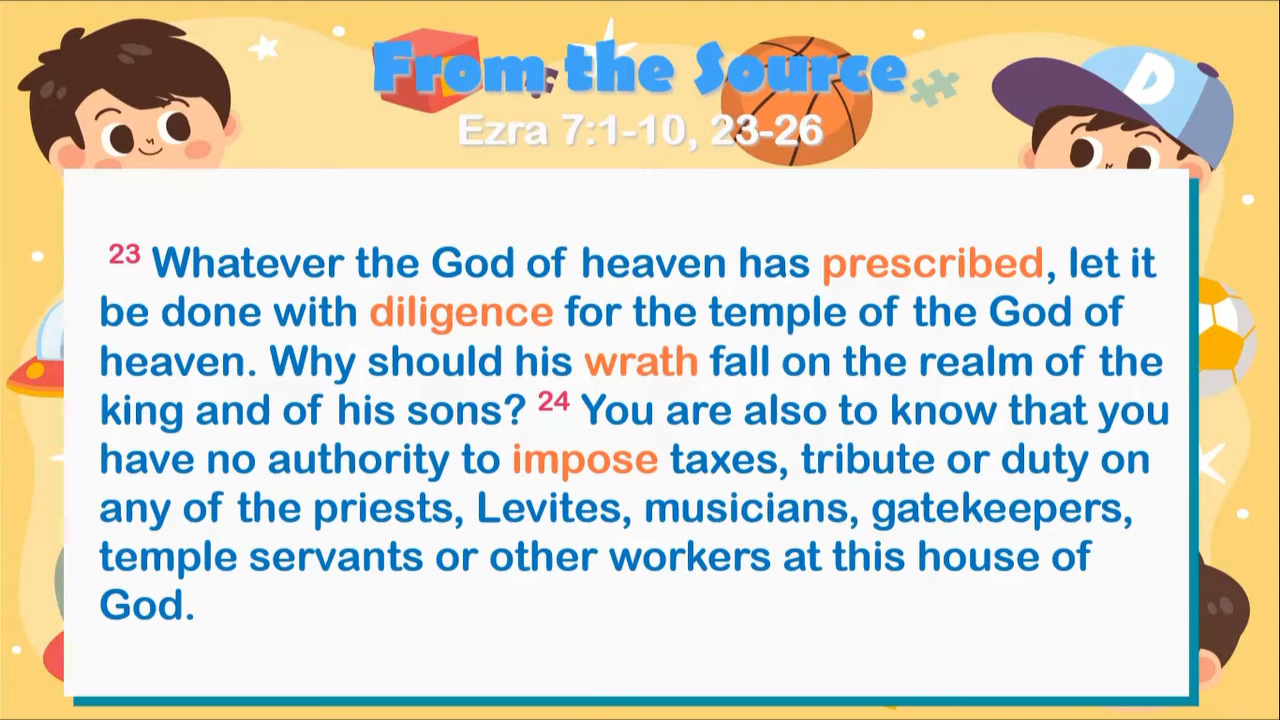 From the Source
Ezra 7:1-10, 23-26
D
23 Whatever the God of heaven has prescribed, let it
be done with diligence for the temple of the God of
heaven. Why should his wrath fall on the realm of the
king and of his sons? 24 You are also to know that you
have no authority to impose taxes, tribute or duty on
any of the priests, Levites, musicians, gatekeepers,
temple servants or other workers at this house of
God.